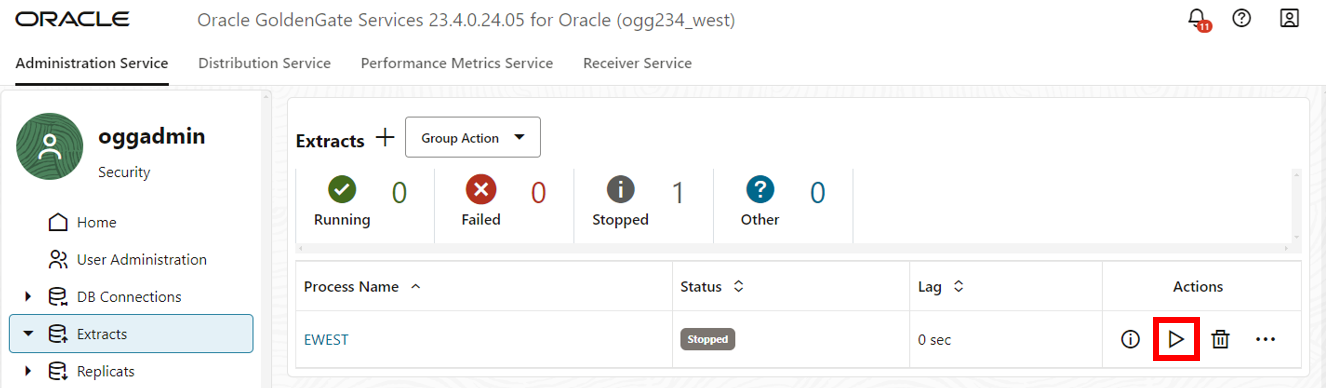 ORACLE Oracle GoldenGate Services 23.4.0.24.05 for Oracle (ogg234_west) 11
Administration Service Distribution Service Performance Metrics Service Receiver Service
oggadmin
Security
Home
User Administration
DB Connections
Extracts
Replicats
Extracts Group Action
0 0 1 0
Running Failed Stopped Other
Process Name Status Lag Actions
EWEST Stopped 0 sec